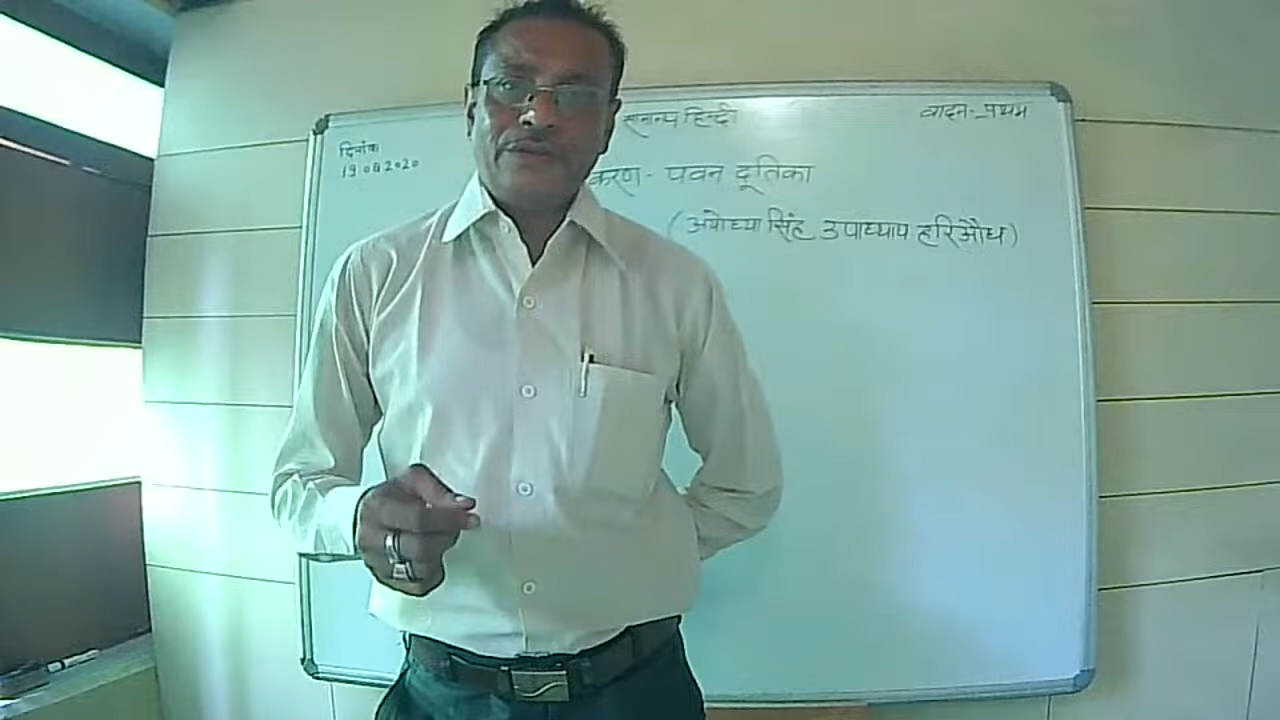 सामान्य हिन्दी
वादन-प्रथम
दिनाँक
19.08.2020
करण- पवन दूतिका
(अयोध्या सिंह उपाध्याय हरिऔध)